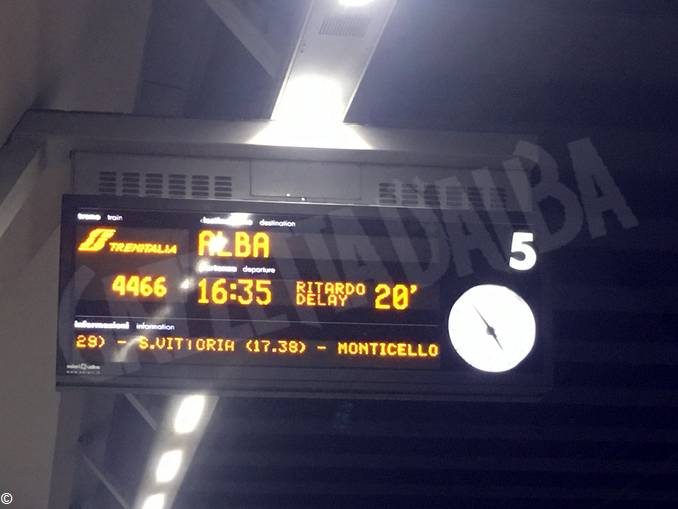 treno train
destinazione destination
TRENITALIA
ALBA
partenza departure
4466
16:35
RITARDO
DELAY
20'
5
Informazioni information
29) - S.VITTORIA (17.38) - MONTICELLO
GAZZETTA D'ALBA
©